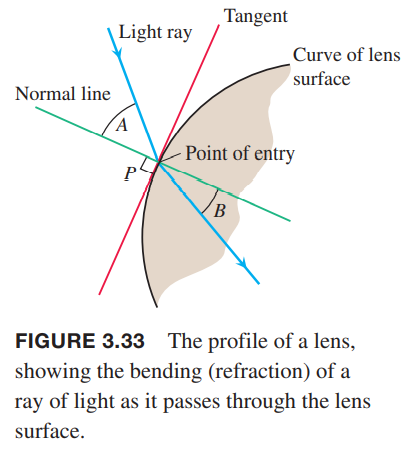 Tangent
Light ray
Curve of lens
surface
Normal line
A
Point of entry
P
B
FIGURE 3.33 The profile of a lens,
showing the bending (refraction) of a
ray of light as it passes through the lens
surface.